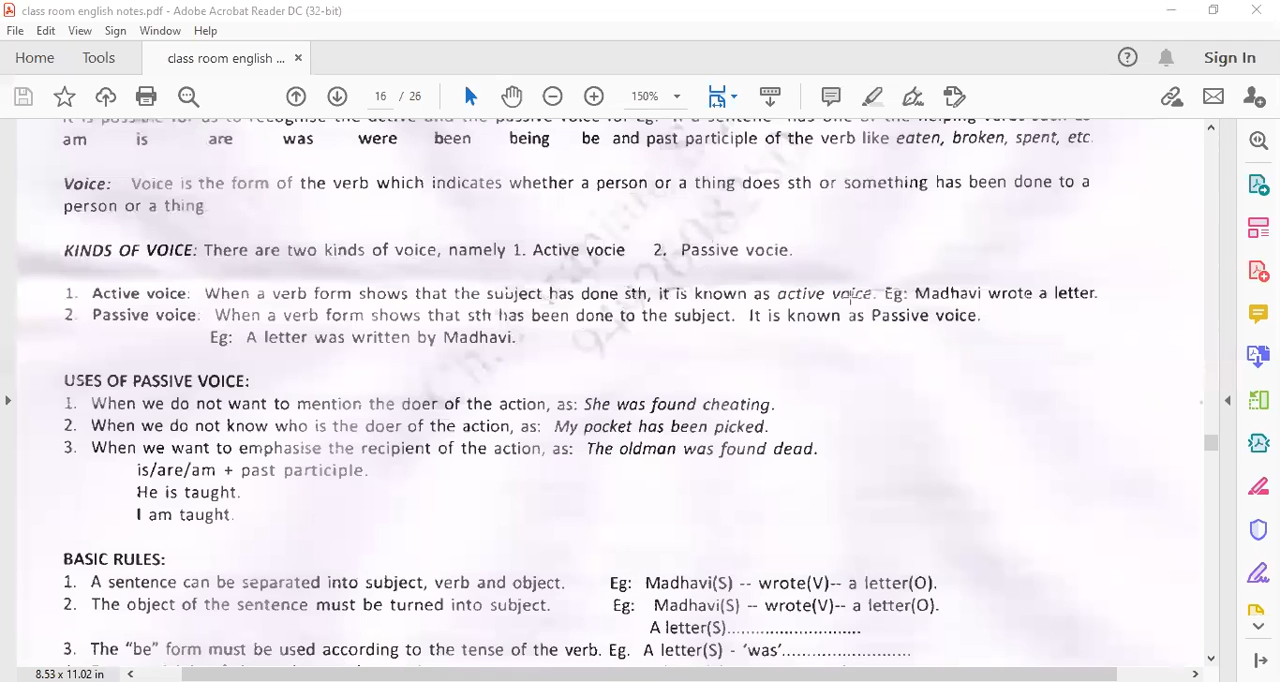 class room english notes.pdf - Adobe Acrobat Reader DC (32-bit)
File Edit View Sign Window Help
Home Tools class room english ... × Sign In
16 / 26 150%
am is are was were been being be and past participle of the verb like eaten, broken, spent, etc.
Voice: Voice is the form of the verb which indicates whether a person or a thing does sth or something has been done to a
person or a thing
KINDS OF VOICE: There are two kinds of voice, namely 1. Active vocie 2. Passive vocie.
1. Active voice: When a verb form shows that the subject has done sth, it is known as active voice. Eg: Madhavi wrote a letter.
2. Passive voice: When a verb form shows that sth has been done to the subject. It is known as Passive voice.
Eg: A letter was written by Madhavi.
USES OF PASSIVE VOICE:
1. When we do not want to mention the doer of the action, as: She was found cheating.
2. When we do not know who is the doer of the action, as: My pocket has been picked.
3. When we want to emphasise the recipient of the action, as: The oldman was found dead.
is/are/am + past participle.
He is taught.
I am taught.
BASIC RULES:
1. A sentence can be separated into subject, verb and object. Eg: Madhavi(S) -- wrote(V)-- a letter(O).
2. The object of the sentence must be turned into subject. Eg: Madhavi(S) -- wrote(V)-- a letter(O).
A letter(S)...........................
3. The "be" form must be used according to the tense of the verb. Eg. A letter(S) - 'was'..........................
8.53 x 11.02 in